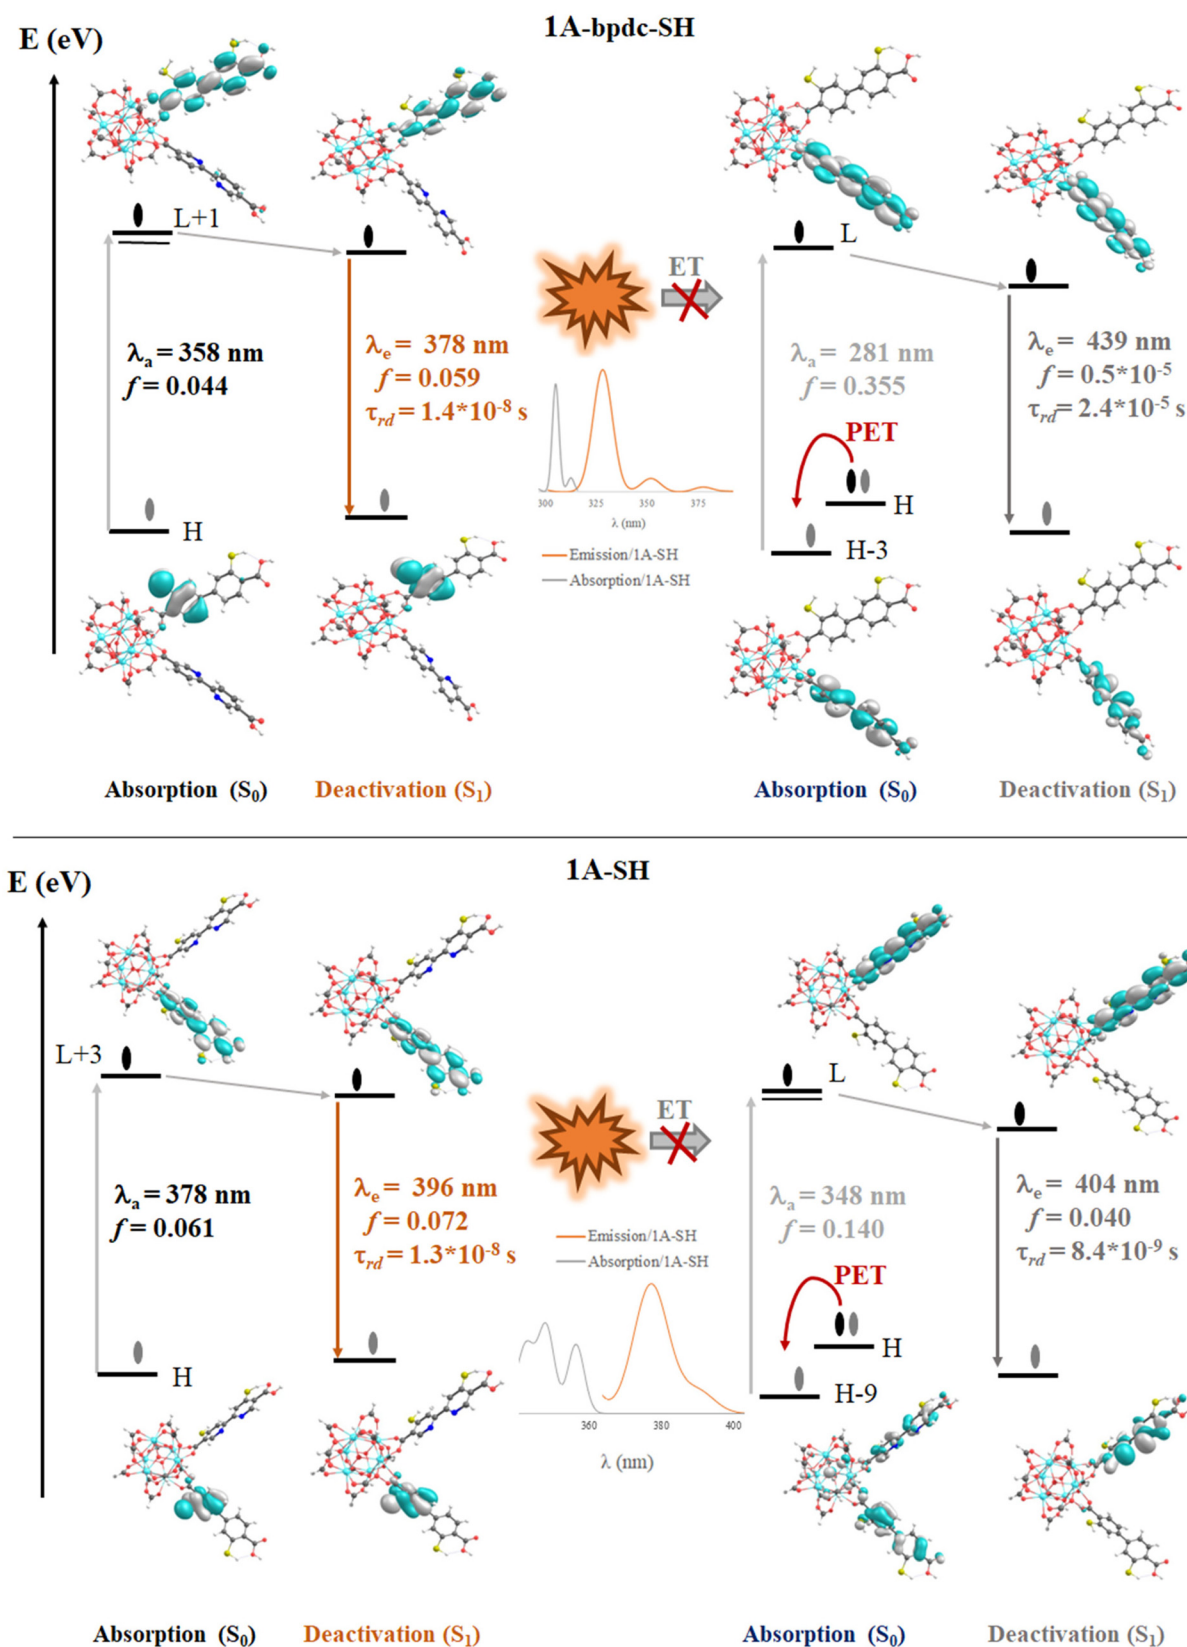 1A-bpdc-SH
E (eV)
L+1
L
ET
λa = 358 nm
f = 0.044
λe = 378 nm
f = 0.059
τrd = 1.4*10-8 s
λa = 281 nm
f = 0.355
λe = 439 nm
f = 0.5*10-5
τrd = 2.4*10-5 s
PET
H
H
H-3
300 325 350 375
λ (nm)
Emission/1A-SH
Absorption/1A-SH
Absorption (S0)
Deactivation (S1)
Absorption (S0)
Deactivation (S1)
1A-SH
E (eV)
L+3
L
ET
λa = 378 nm
f = 0.061
λe = 396 nm
f = 0.072
τrd = 1.3*10-8 s
λa = 348 nm
f = 0.140
λe = 404 nm
f = 0.040
τrd = 8.4*10-9 s
Emission/1A-SH
Absorption/1A-SH
PET
H
H
H-9
360 380 400
λ (nm)
Absorption (S0)
Deactivation (S1)
Absorption (S0)
Deactivation (S1)